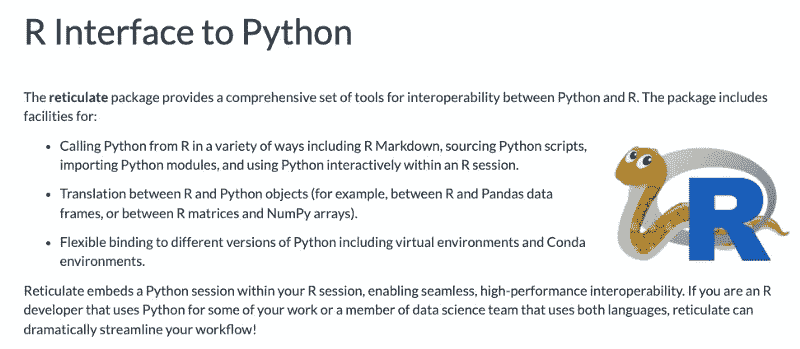 R Interface to Python
The reticulate package provides a comprehensive set of tools for interoperability between Python and R. The package includes
facilities for:
• Calling Python from R in a variety of ways including R Markdown, sourcing Python scripts,
importing Python modules, and using Python interactively within an R session.
• Translation between R and Python objects (for example, between R and Pandas data
frames, or between R matrices and NumPy arrays).
• Flexible binding to different versions of Python including virtual environments and Conda
environments.
R
Reticulate embeds a Python session within your R session, enabling seamless, high-performance interoperability. If you are an R
developer that uses Python for some of your work or a member of data science team that uses both languages, reticulate can
dramatically streamline your workflow!